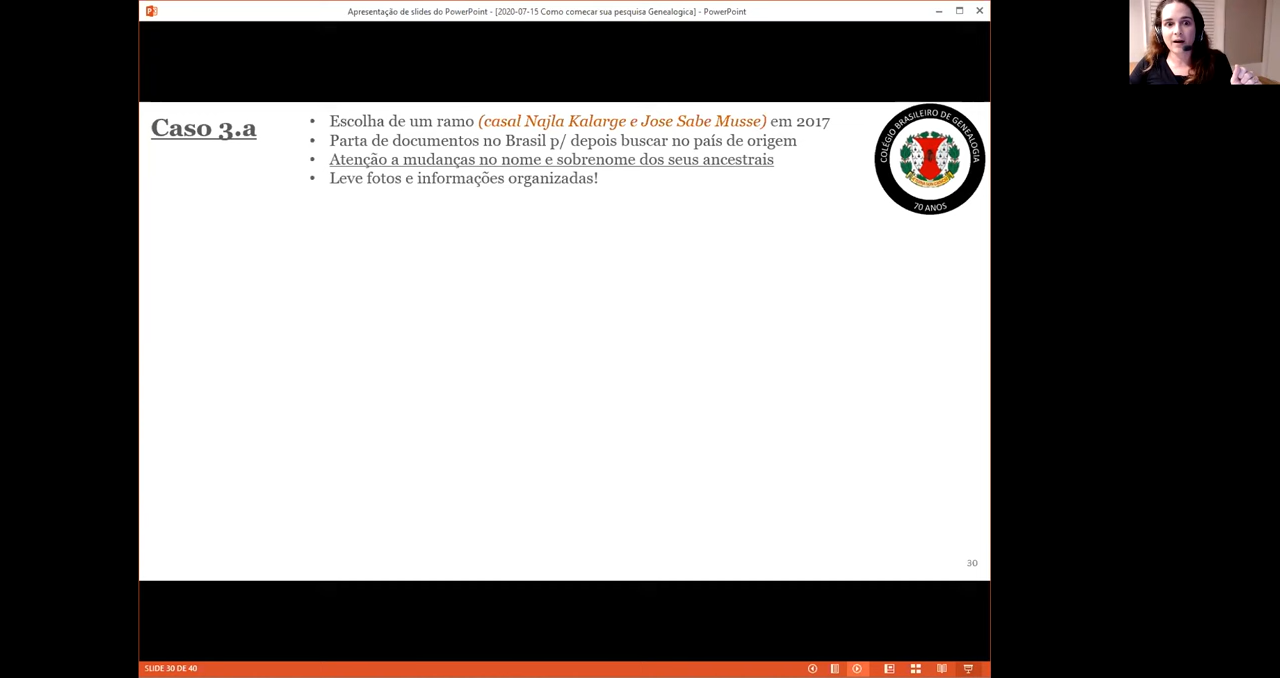 Apresentação de slides do PowerPoint - [2020-07-15 Como comecar sua pesquisa Genealogica] - PowerPoint
Caso 3.a
• Escolha de um ramo (casal Najla Kalarge e Jose Sabe Musse) em 2017
• Parta de documentos no Brasil p/ depois buscar no país de origem
• Atenção a mudanças no nome e sobrenome dos seus ancestrais
• Leve fotos e informações organizadas!
COLÉGIO BRASILEIRO DE GENEALOGIA
70 ANOS
30
SLIDE 30 DE 40